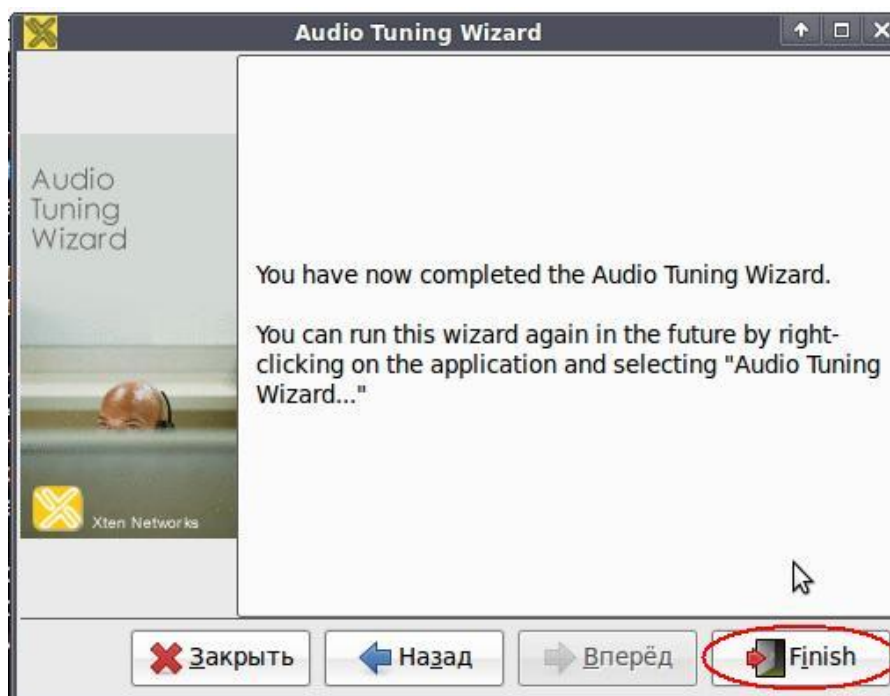 Audio Tuning Wizard
Audio
Tuning
Wizard
Xten Networks
You have now completed the Audio Tuning Wizard.
You can run this wizard again in the future by right-
clicking on the application and selecting "Audio Tuning
Wizard..."
Закрыть
Назад
Вперёд
Finish